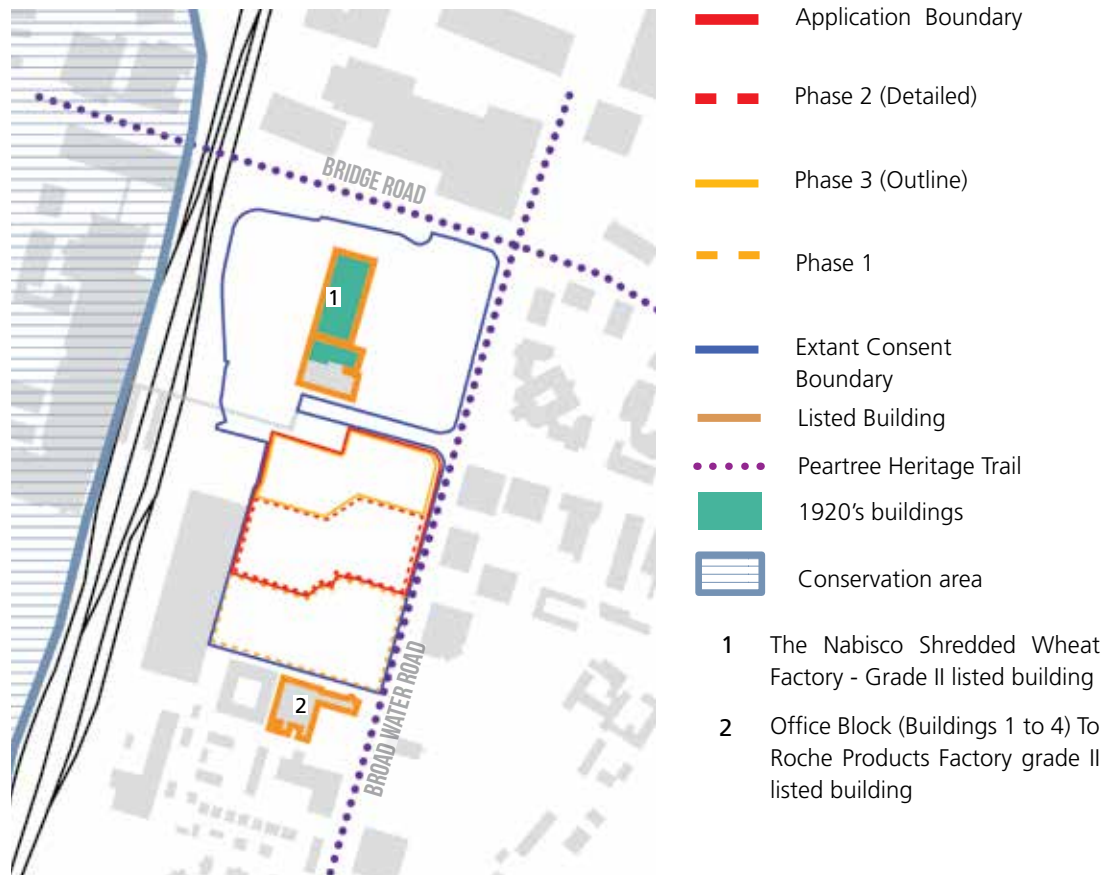 BRIDGE ROAD
1
2
BROAD WATER ROAD
Application Boundary
Phase 2 (Detailed)
Phase 3 (Outline)
Phase 1
Extant Consent
Boundary
Listed Building
Peartree Heritage Trail
1920's buildings
Conservation area
1 The Nabisco Shredded Wheat
Factory - Grade II listed building
2 Office Block (Buildings 1 to 4) To
Roche Products Factory grade II
listed building